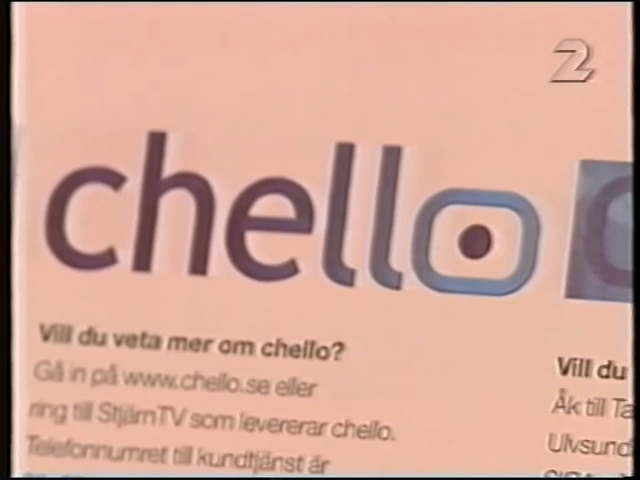 2
chello
Vill du veta mer om chello?
Gå in på www.chello.se eller
ring till StjärnTV som levererar chello.
Telefonnumret till kundtjänst är
Vill du
Åk till Ta
Ulvsund